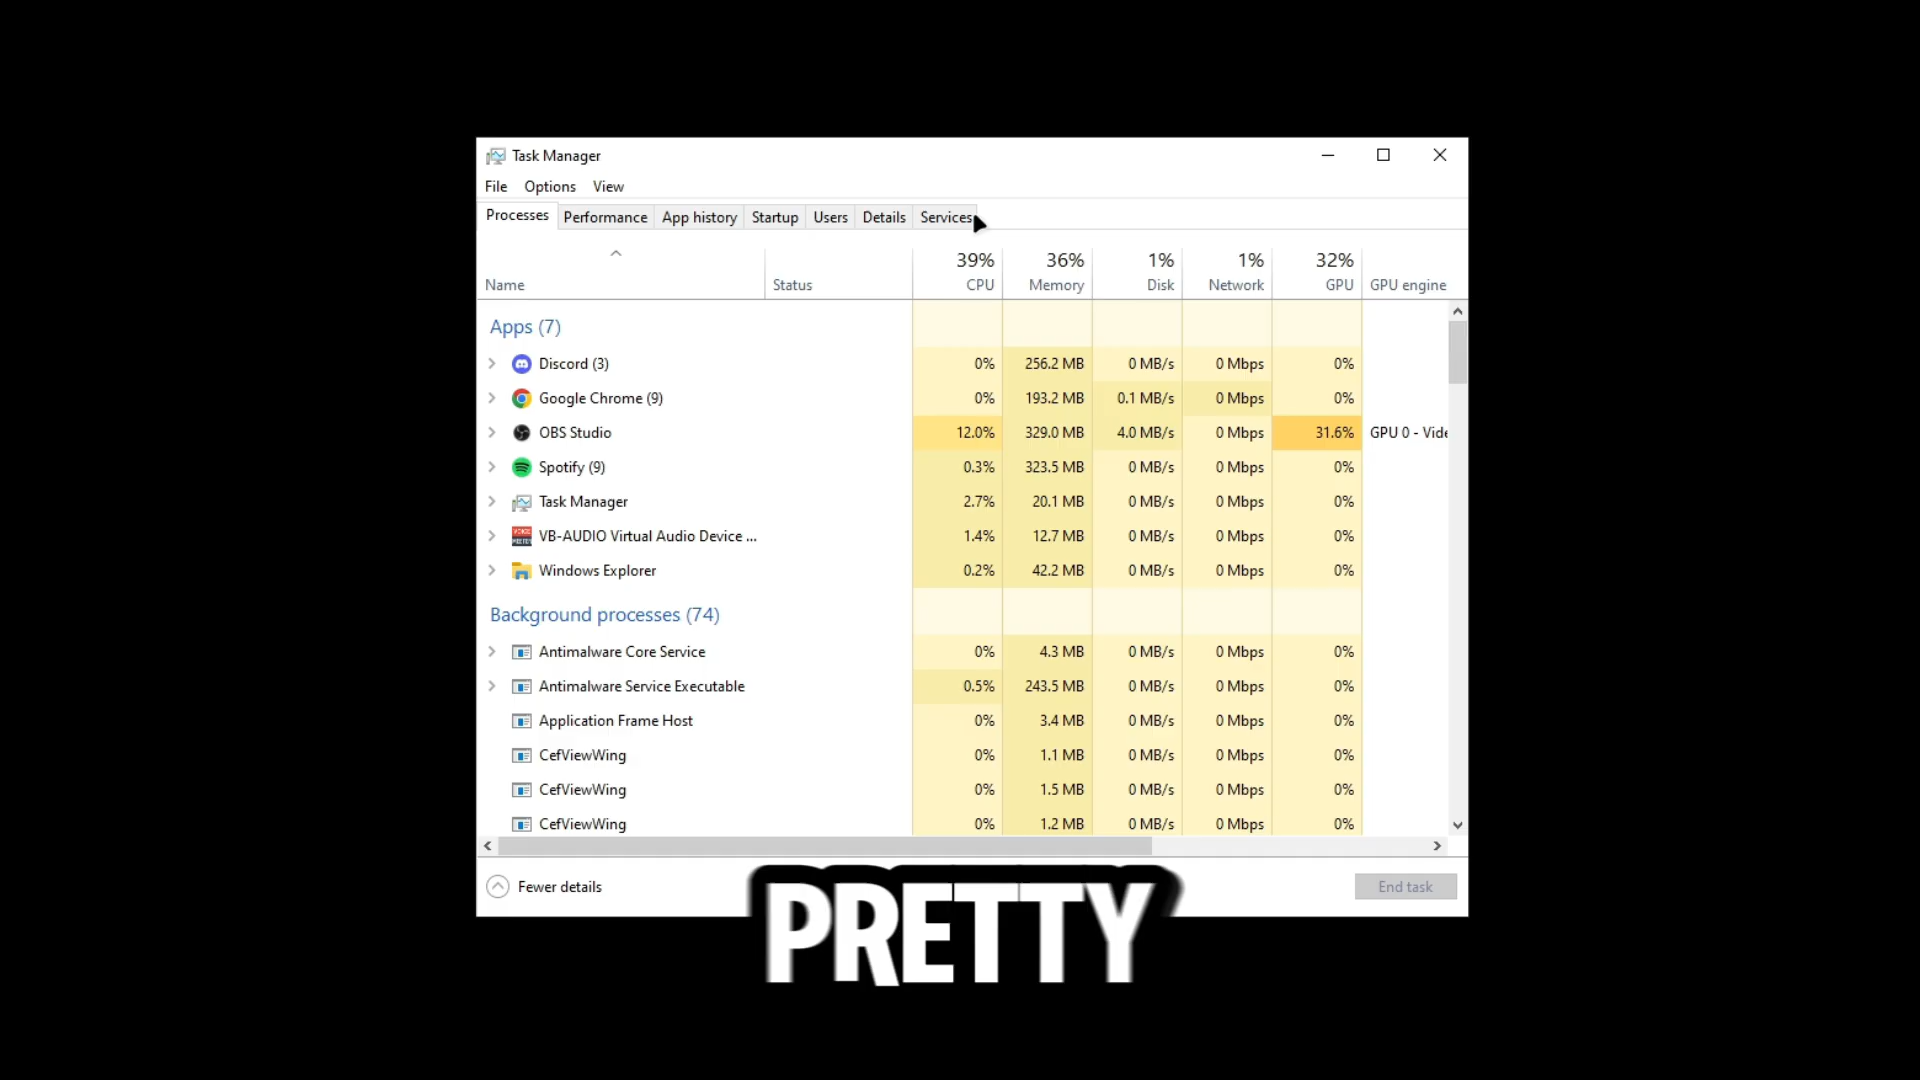 Task Manager
File Options View
Processes Performance App history Startup Users Details Services
39% 36% 1% 1% 32%
Name Status CPU Memory Disk Network GPU GPU engine
Apps (7)
Discord (3) 0% 256.2 MB 0 MB/s 0 Mbps 0%
Google Chrome (9) 0% 193.2 MB 0.1 MB/s 0 Mbps 0%
OBS Studio 12.0% 329.0 MB 4.0 MB/s 0 Mbps 31.6% GPU 0 - Vide
Spotify (9) 0.3% 323.5 MB 0 MB/s 0 Mbps 0%
Task Manager 2.7% 20.1 MB 0 MB/s 0 Mbps 0%
VB-AUDIO Virtual Audio Device ... 1.4% 12.7 MB 0 MB/s 0 Mbps 0%
Windows Explorer 0.2% 42.2 MB 0 MB/s 0 Mbps 0%
Background processes (74)
Antimalware Core Service 0% 4.3 MB 0 MB/s 0 Mbps 0%
Antimalware Service Executable 0.5% 243.5 MB 0 MB/s 0 Mbps 0%
Application Frame Host 0% 3.4 MB 0 MB/s 0 Mbps 0%
CefViewWing 0% 1.1 MB 0 MB/s 0 Mbps 0%
CefViewWing 0% 1.5 MB 0 MB/s 0 Mbps 0%
CefViewWing 0% 1.2 MB 0 MB/s 0 Mbps 0%
Fewer details End task
PRETTY